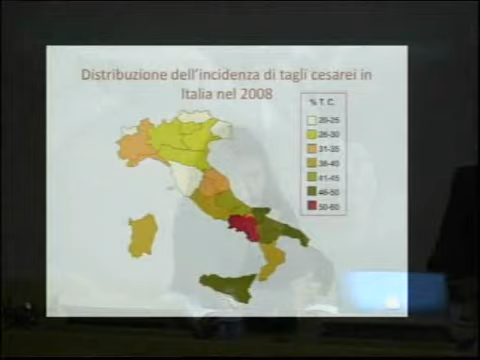 Distribuzione dell'incidenza di tagli cesarei in
Italia nel 2008
% T. C.
20-25
26-30
31-35
36-40
41-45
46-50
50-60